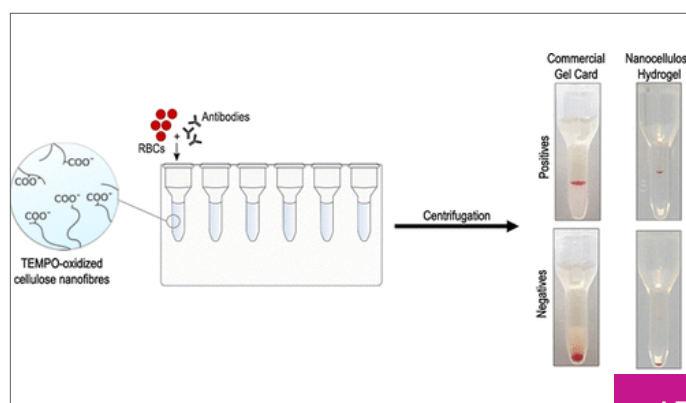 Commercial
Gel Card
Nanocellulos
Hydrogel
Antibodies
+
RBCs
COO⁻
COO⁻
COO⁻
COO⁻
COO⁻
TEMPO-oxidized
cellulose nanofibres
Centrifugation
Positives
Negatives